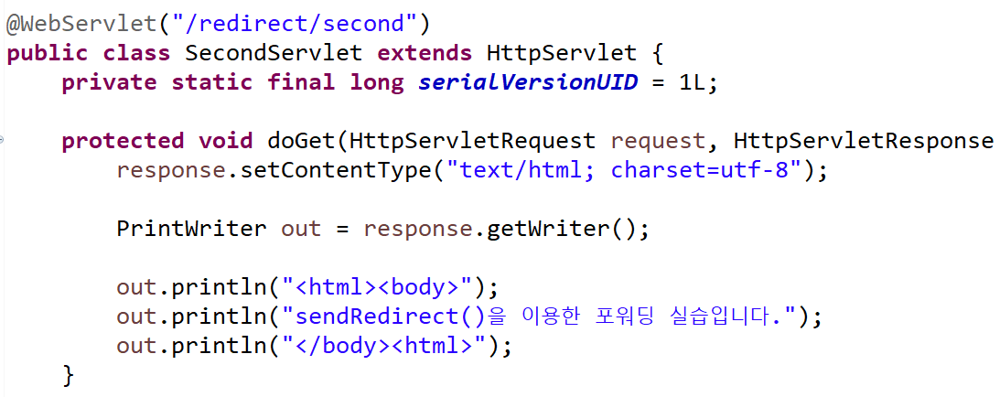 @WebServlet("/redirect/second")
public class SecondServlet extends HttpServlet {
private static final long serialVersionUID = 1L;
protected void doGet(HttpServletRequest request, HttpServletResponse
response.setContentType("text/html; charset=utf-8");
PrintWriter out = response.getWriter();
out.println("<html><body>");
out.println("sendRedirect()을 이용한 포워딩 실습입니다.");
out.println("</body><html>");
}